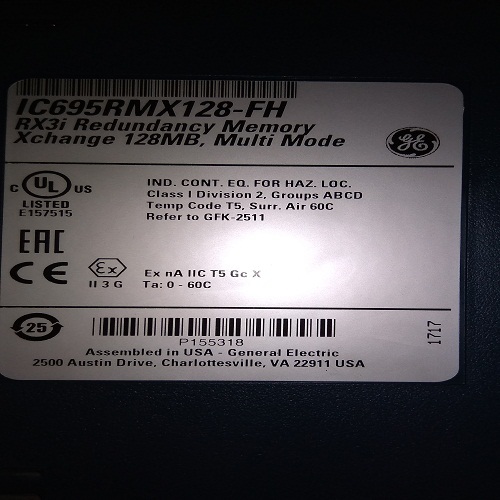 IC695RMX128-FH
RX3i Redundancy Memory
Xchange 128MB, Multi Mode
GE
C UL US
LISTED
E157515
IND. CONT. EQ. FOR HAZ. LOC.
Class I Division 2, Groups ABCD
Temp Code T5, Surr. Air 60C
Refer to GFK-2511
EAC
CE
Ex
II 3 G
Ex nA IIC T5 Gc X
Ta: 0 - 60C
25
P155318
1717
Assembled in USA - General Electric
2500 Austin Drive, Charlottesville, VA 22911 USA